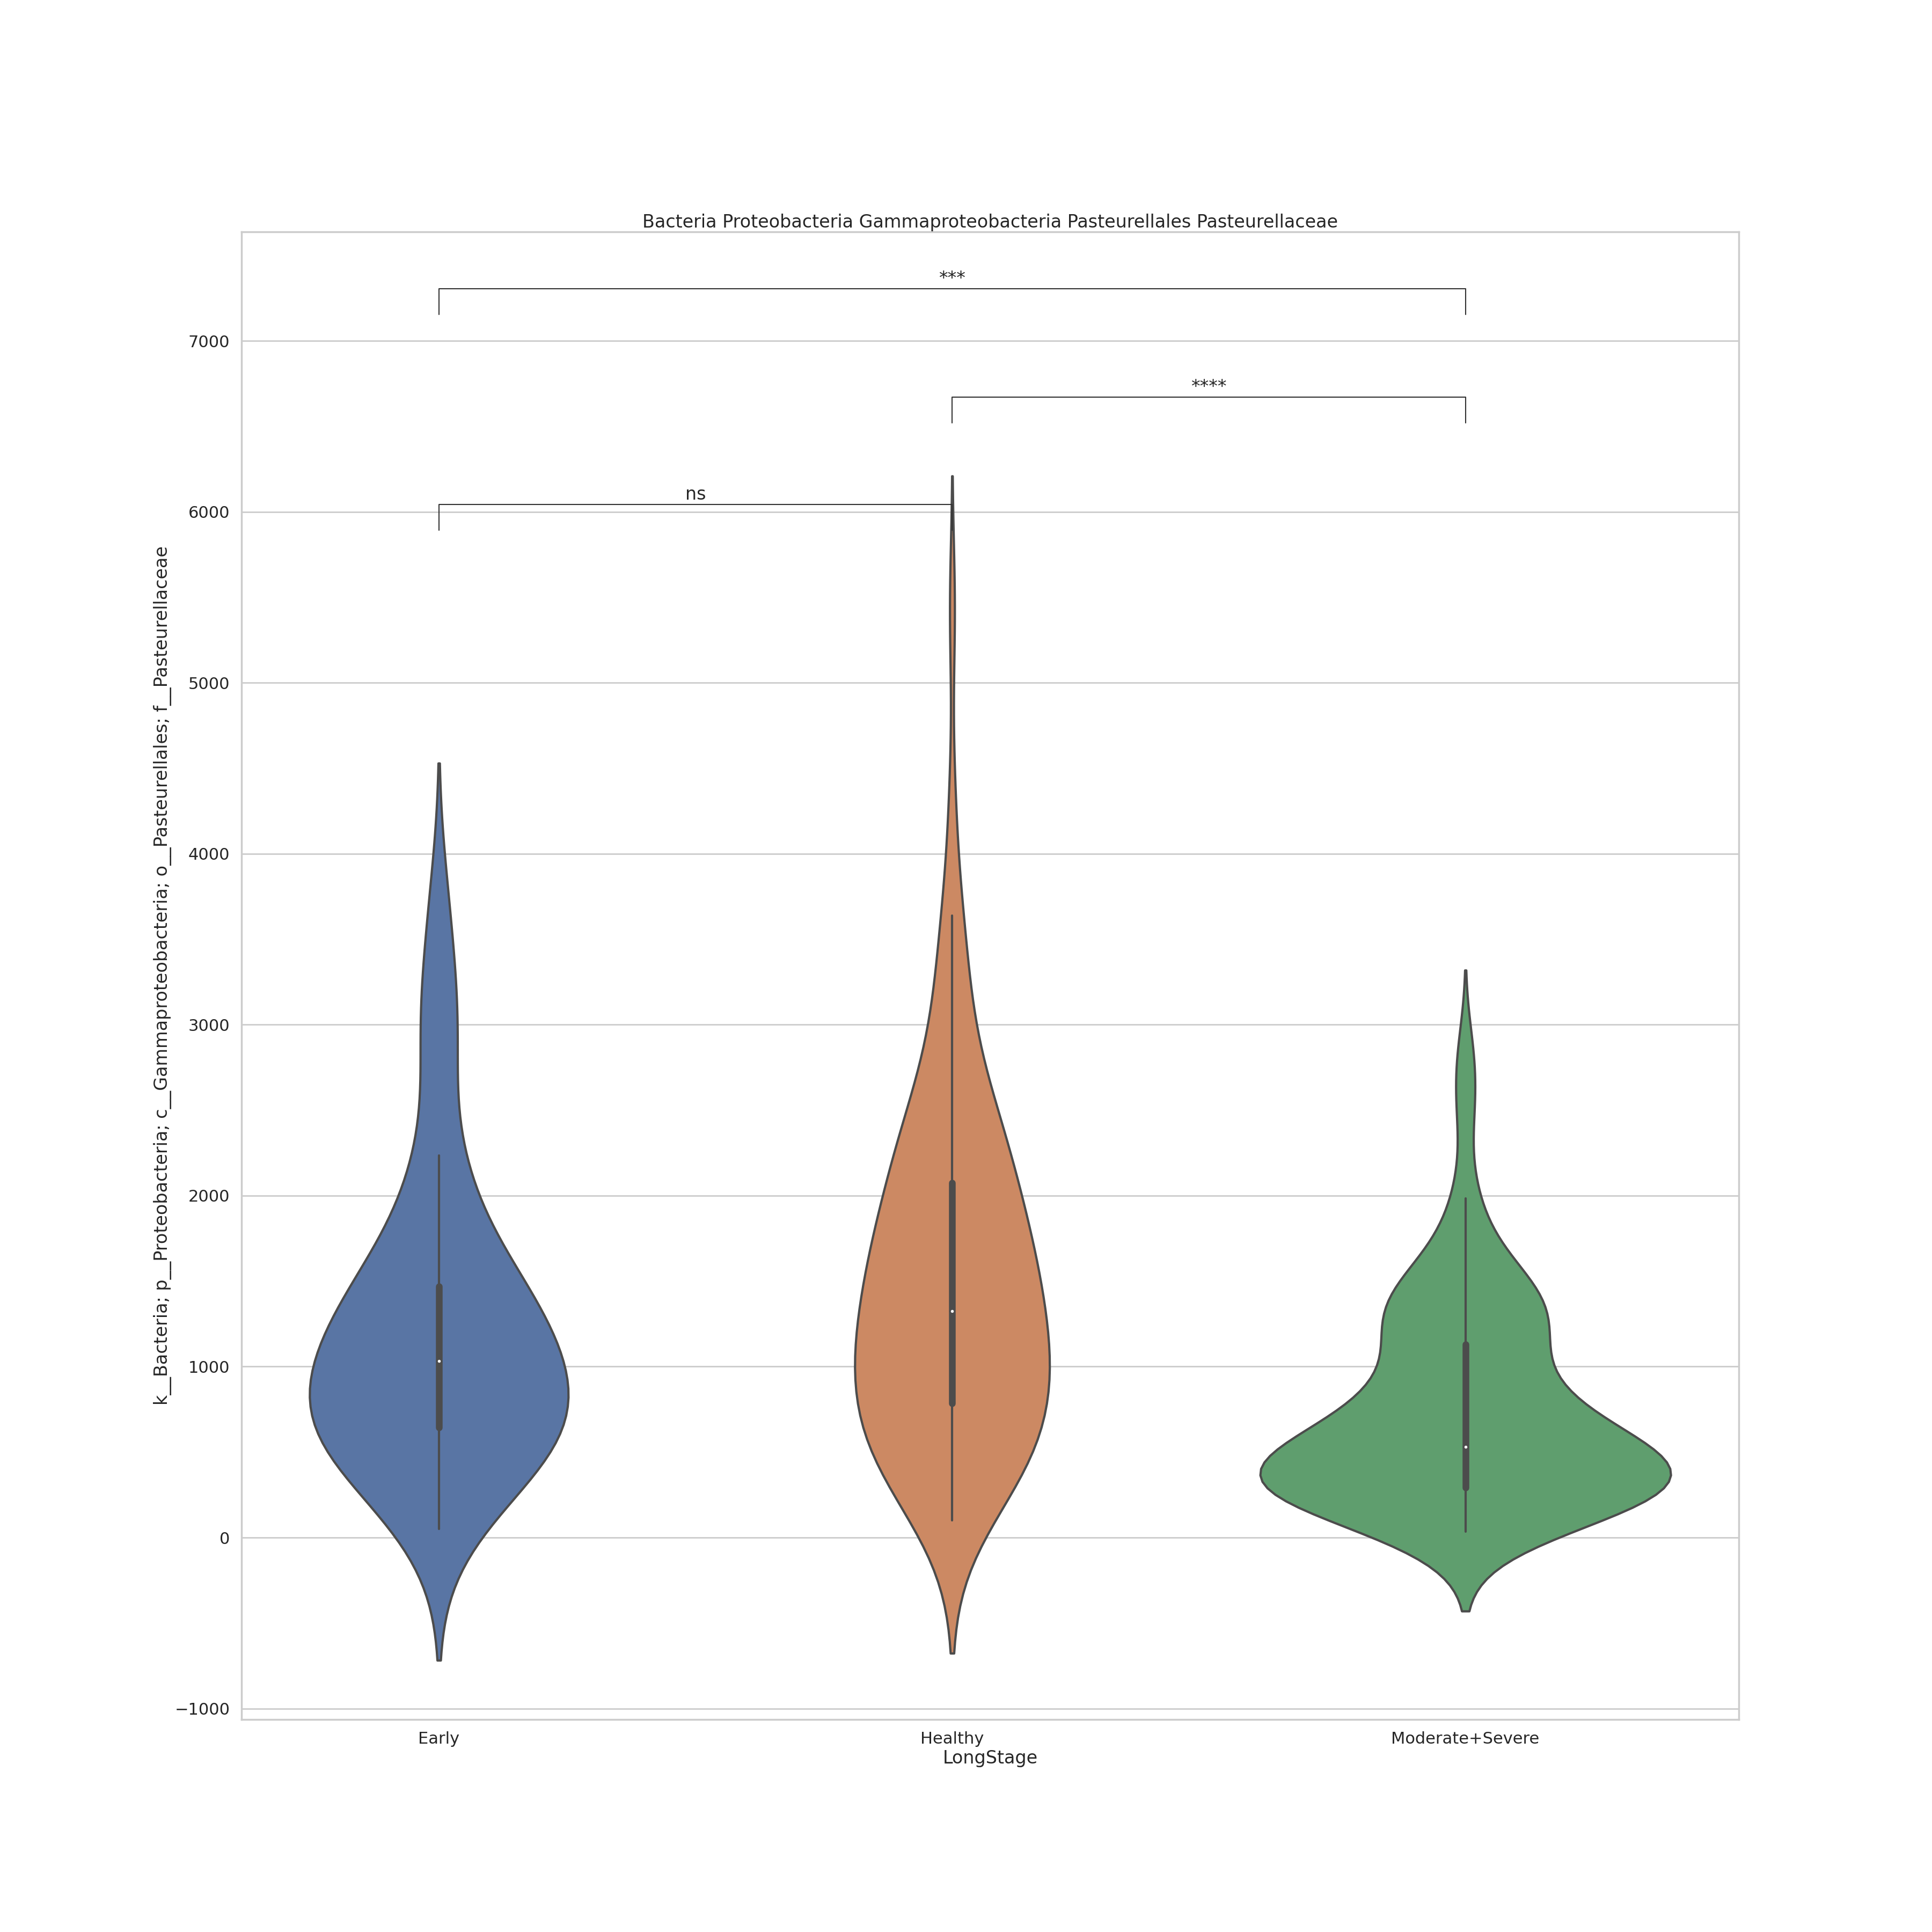 Bacteria Proteobacteria Gammaproteobacteria Pasteurellales Pasteurellaceae
***
****
ns
7000
6000
5000
4000
3000
2000
1000
0
−1000
k__Bacteria; p__Proteobacteria; c__Gammaproteobacteria; o__Pasteurellales; f__Pasteurellaceae
Early Healthy Moderate+Severe
LongStage